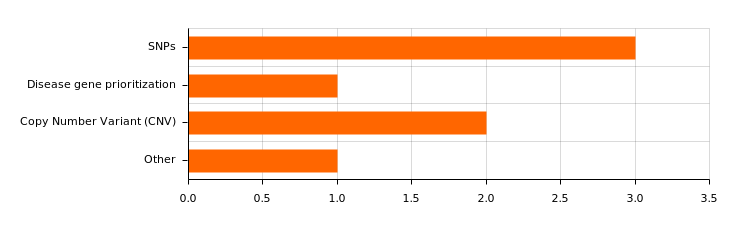 SNPs
Disease gene prioritization
Copy Number Variant (CNV)
Other
0.0 0.5 1.0 1.5 2.0 2.5 3.0 3.5